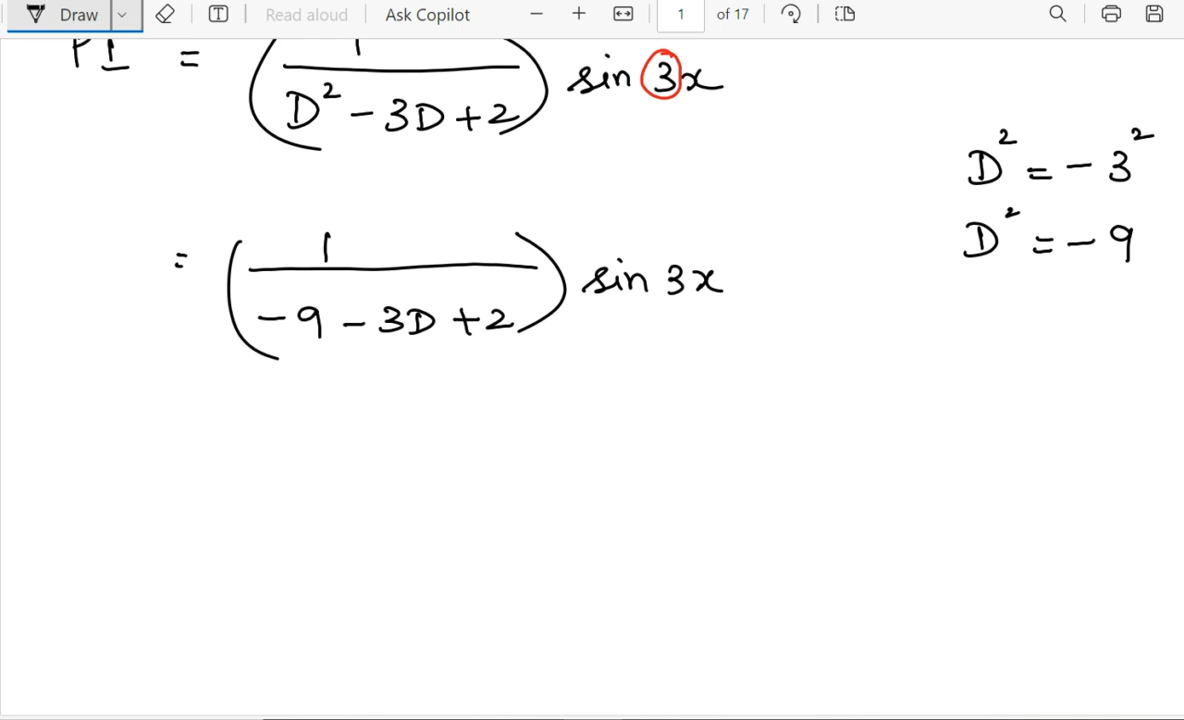 Draw Read aloud Ask Copilot 1 of 17
PI = (1 / (D² - 3D + 2)) sin 3x
D² = - 3²
D² = - 9
= (1 / (-9 - 3D + 2)) sin 3x